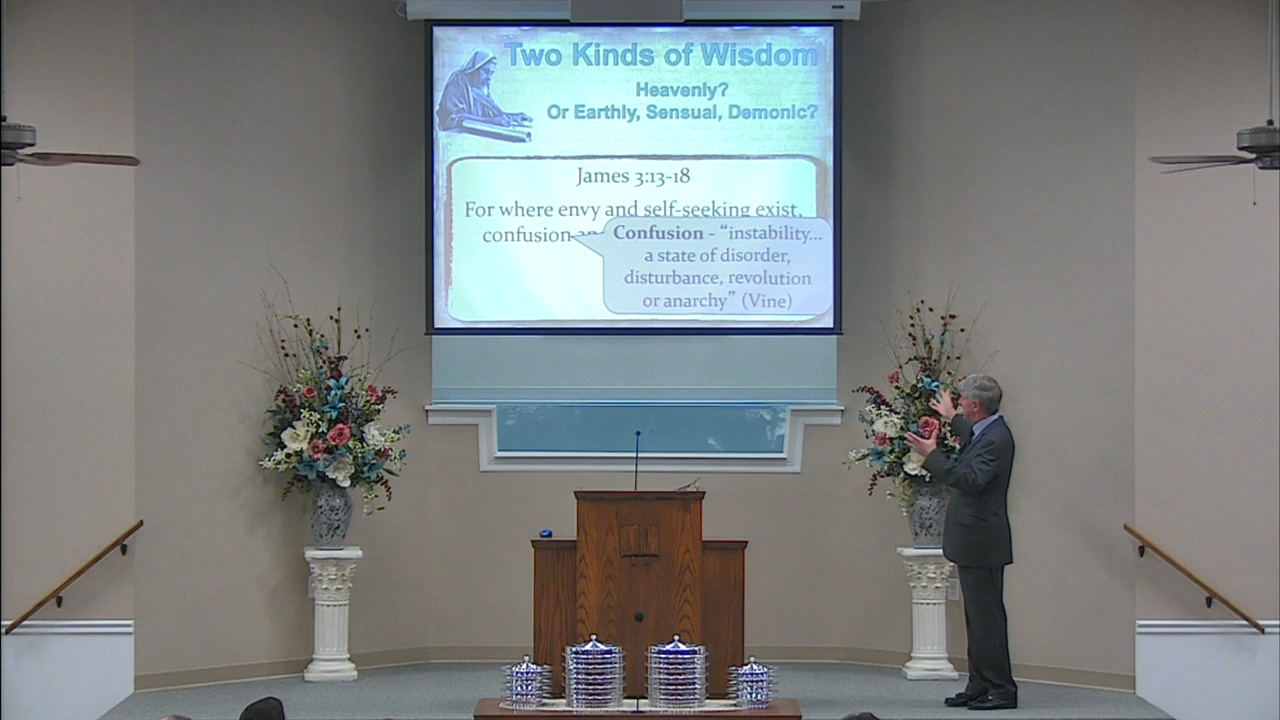 Two Kinds of Wisdom
Heavenly?
Or Earthly, Sensual, Demonic?
James 3:13-18
For where envy and self-seeking exist,
confusion
Confusion - “instability...
a state of disorder,
disturbance, revolution
or anarchy” (Vine)